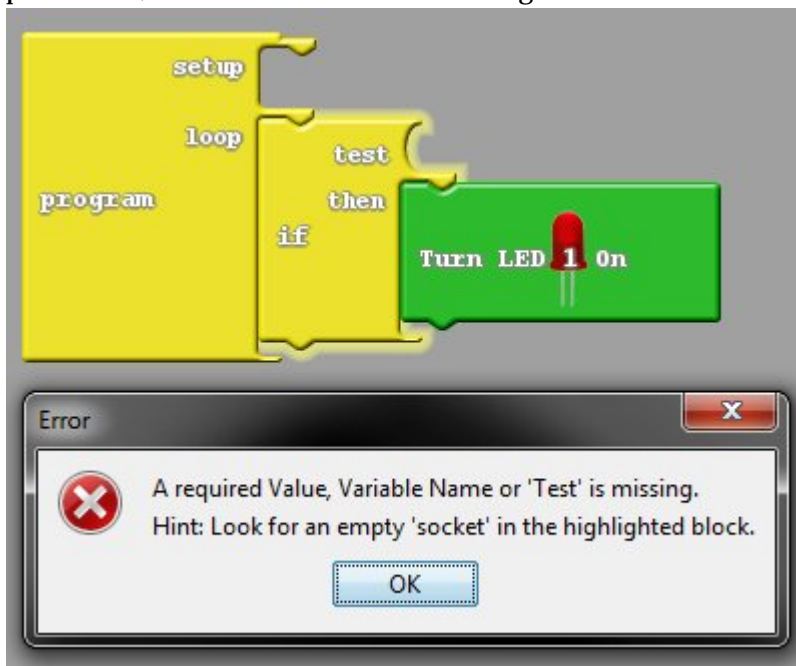 setup
loop
test
program
then
if
Turn LED 1 On
Error
A required Value, Variable Name or 'Test' is missing.
Hint: Look for an empty 'socket' in the highlighted block.
OK